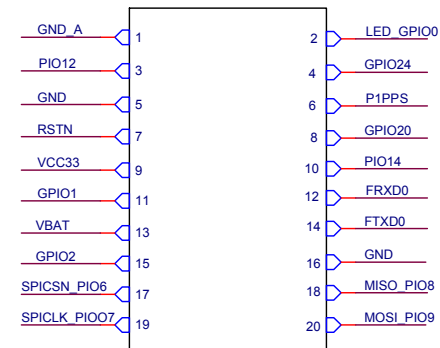 GND_A 1 2 LED_GPIO0
PIO12 3 4 GPIO24
GND 5 6 P1PPS
RSTN 7 8 GPIO20
VCC33 9 10 PIO14
GPIO1 11 12 FRXD0
VBAT 13 14 FTXD0
GPIO2 15 16 GND
SPICSN_PIO6 17 18 MISO_PIO8
SPICLK_PIOO7 19 20 MOSI_PIO9